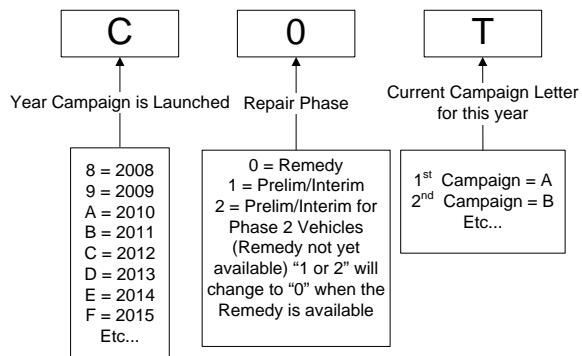 C 0 T
Year Campaign is Launched
Repair Phase
Current Campaign Letter
for this year
8 = 2008
9 = 2009
A = 2010
B = 2011
C = 2012
D = 2013
E = 2014
F = 2015
Etc...
0 = Remedy
1 = Prelim/Interim
2 = Prelim/Interim for
Phase 2 Vehicles
(Remedy not yet
available) “1 or 2” will
change to “0” when the
Remedy is available
1st Campaign = A
2nd Campaign = B
Etc...